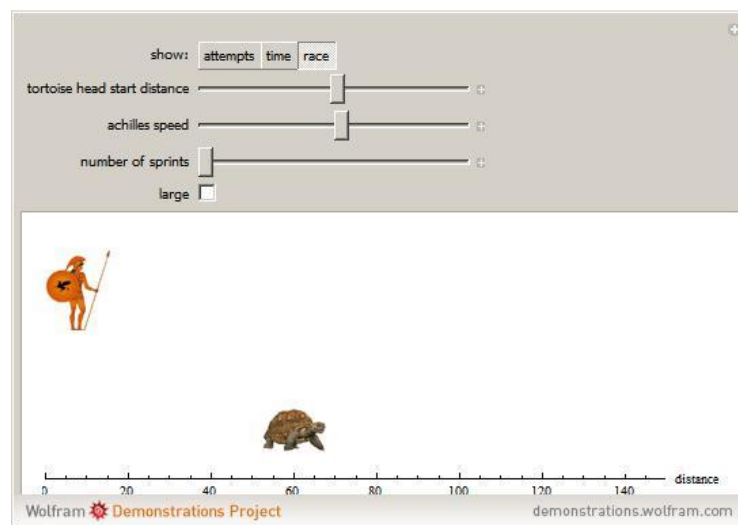 show: attempts time race
tortoise head start distance
achilles speed
number of sprints
large
distance
0 20 40 60 80 100 120 140
Wolfram Demonstrations Project demonstrations.wolfram.com